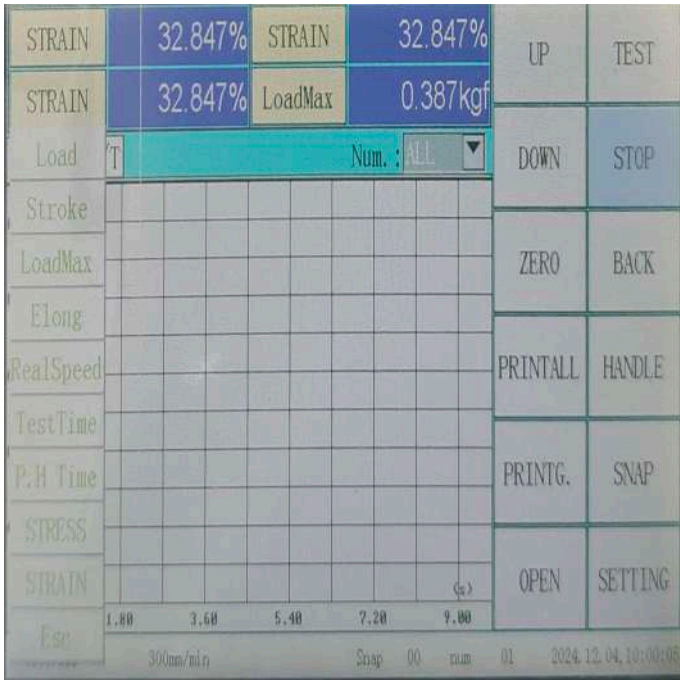 STRAIN 32.847% STRAIN 32.847% UP TEST
STRAIN 32.847% LoadMax 0.387kgf
Load T Num. : ALL DOWN STOP
Stroke
LoadMax ZERO BACK
Elong
RealSpeed PRINTALL HANDLE
TestTime
P.H Time PRINTG. SNAP
STRESS
STRAIN (s) OPEN SETTING
1.80 3.60 5.40 7.20 9.00
Esc
300mm/min Snap 00 num 01 2024.12.04,10:00:05